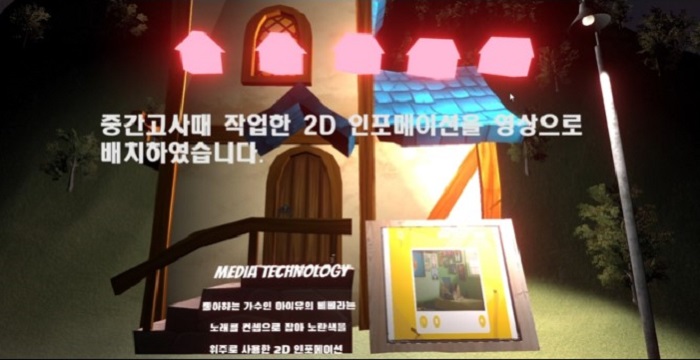 중간고사때 작업한 2D 인포메이션을 영상으로
배치하였습니다.
MEDIA TECHNOLOGY
좋아하는 가수인 아이유의 삐삐라는
노래를 컨셉으로 잡아 노란색을
위주로 사용한 2D 인포메이션